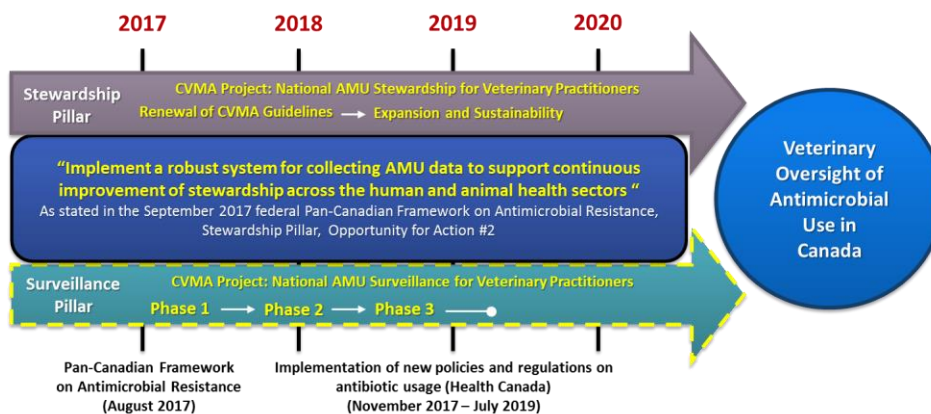 2017
2018
2019
2020
Stewardship
Pillar
CVMA Project: National AMU Stewardship for Veterinary Practitioners
Renewal of CVMA Guidelines
Expansion and Sustainability
“Implement a robust system for collecting AMU data to support continuous
improvement of stewardship across the human and animal health sectors “
As stated in the September 2017 federal Pan-Canadian Framework on Antimicrobial Resistance,
Stewardship Pillar, Opportunity for Action #2
Surveillance
Pillar
CVMA Project: National AMU Surveillance for Veterinary Practitioners
Phase 1
Phase 2
Phase 3
Veterinary
Oversight of
Antimicrobial
Use in
Canada
Pan-Canadian Framework
on Antimicrobial Resistance
(August 2017)
Implementation of new policies and regulations on
antibiotic usage (Health Canada)
(November 2017 – July 2019)